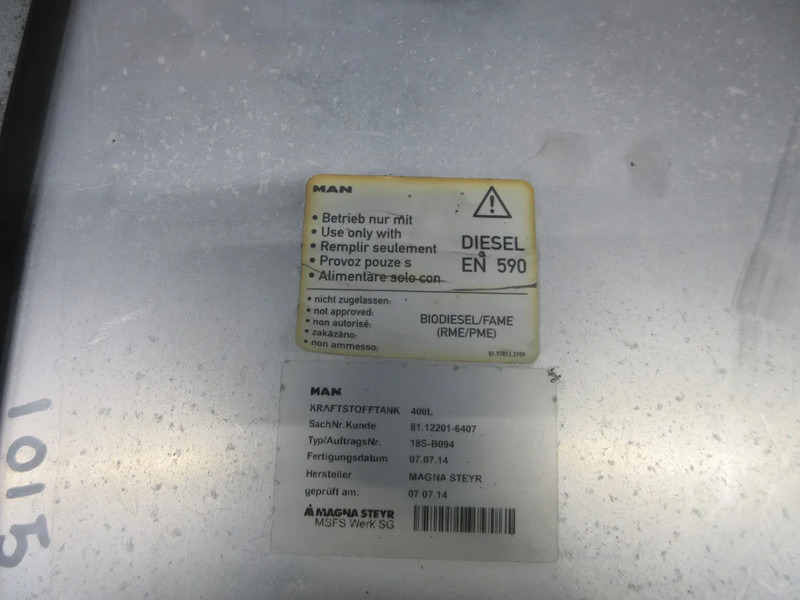 MAN
• Betrieb nur mit
• Use only with
• Remplir seulement
• Provoz pouze s
• Alimentare solo con
DIESEL
EN 590
• nicht zugelassen:
• not approved:
• non autorisé:
• zakázáno:
• non ammesso:
BIODIESEL/FAME
(RME/PME)
MAN
KRAFTSTOFFTANK 400L
SachNr.Kunde 81.12201-6407
Typ/AuftragsNr. 18S-B094
Fertigungsdatum 07.07.14
Hersteller MAGNA STEYR
geprüft am: 07.07.14
MAGNA STEYR
MSFS Werk SG
1015